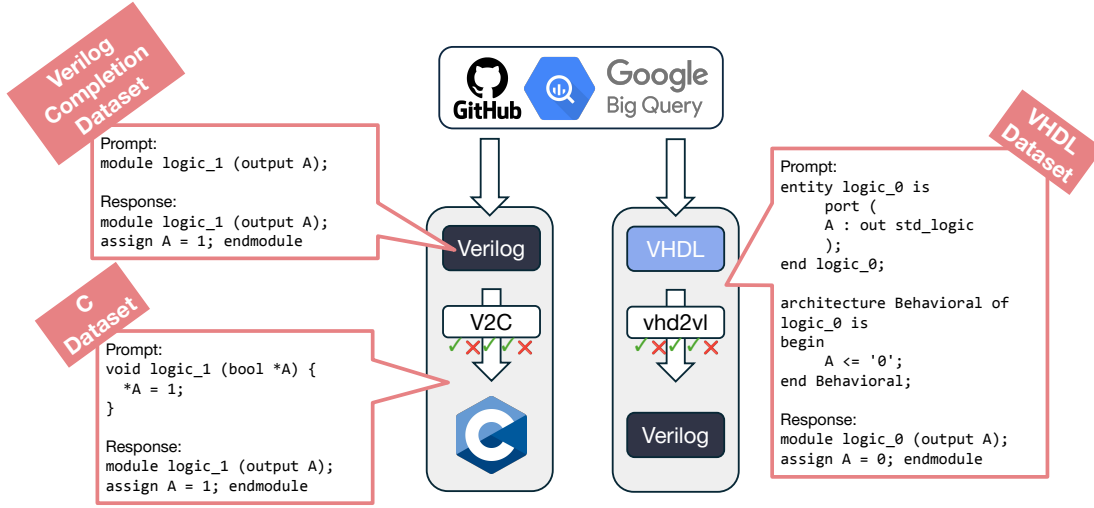 Verilog
Completion
Dataset
Prompt:
module logic_1 (output A);
Response:
module logic_1 (output A);
assign A = 1; endmodule
C
Dataset
Prompt:
void logic_1 (bool *A) {
*A = 1;
}
Response:
module logic_1 (output A);
assign A = 1; endmodule
GitHub
Google
Big Query
Verilog
V2C
C
VHDL
vhd2vl
Verilog
VHDL
Dataset
Prompt:
entity logic_0 is
port (
A : out std_logic
);
end logic_0;
architecture Behavioral of
logic_0 is
begin
A <= '0';
end Behavioral;
Response:
module logic_0 (output A);
assign A = 0; endmodule